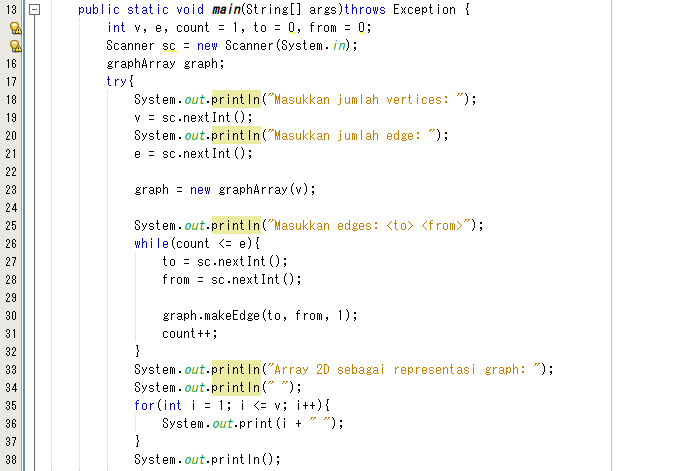 13 public static void main(String[] args)throws Exception {
int v, e, count = 1, to = 0, from = 0;
Scanner sc = new Scanner(System.in);
16 graphArray graph;
17 try{
18 System.out.println("Masukkan jumlah vertices: ");
19 v = sc.nextInt();
20 System.out.println("Masukkan jumlah edge: ");
21 e = sc.nextInt();
22
23 graph = new graphArray(v);
24
25 System.out.println("Masukkan edges: <to> <from>");
26 while(count <= e){
27 to = sc.nextInt();
28 from = sc.nextInt();
29
30 graph.makeEdge(to, from, 1);
31 count++;
32 }
33 System.out.println("Array 2D sebagai representasi graph: ");
34 System.out.println(" ");
35 for(int i = 1; i <= v; i++){
36 System.out.print(i + " ");
37 }
38 System.out.println();